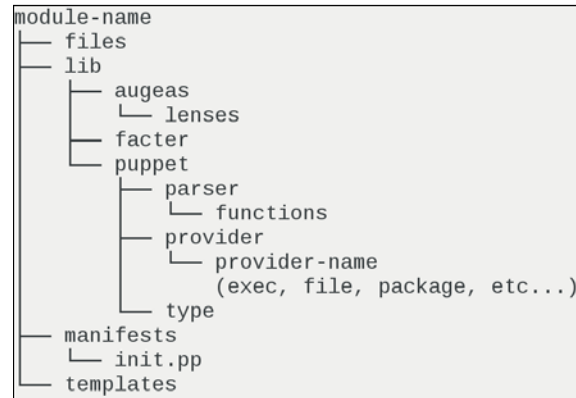 module-name
├── files
├── lib
│   ├── augeas
│   │   └── lenses
│   ├── facter
│   └── puppet
│       ├── parser
│       │   └── functions
│       ├── provider
│       │   └── provider-name
│       │       (exec, file, package, etc...)
│       └── type
├── manifests
│   └── init.pp
└── templates